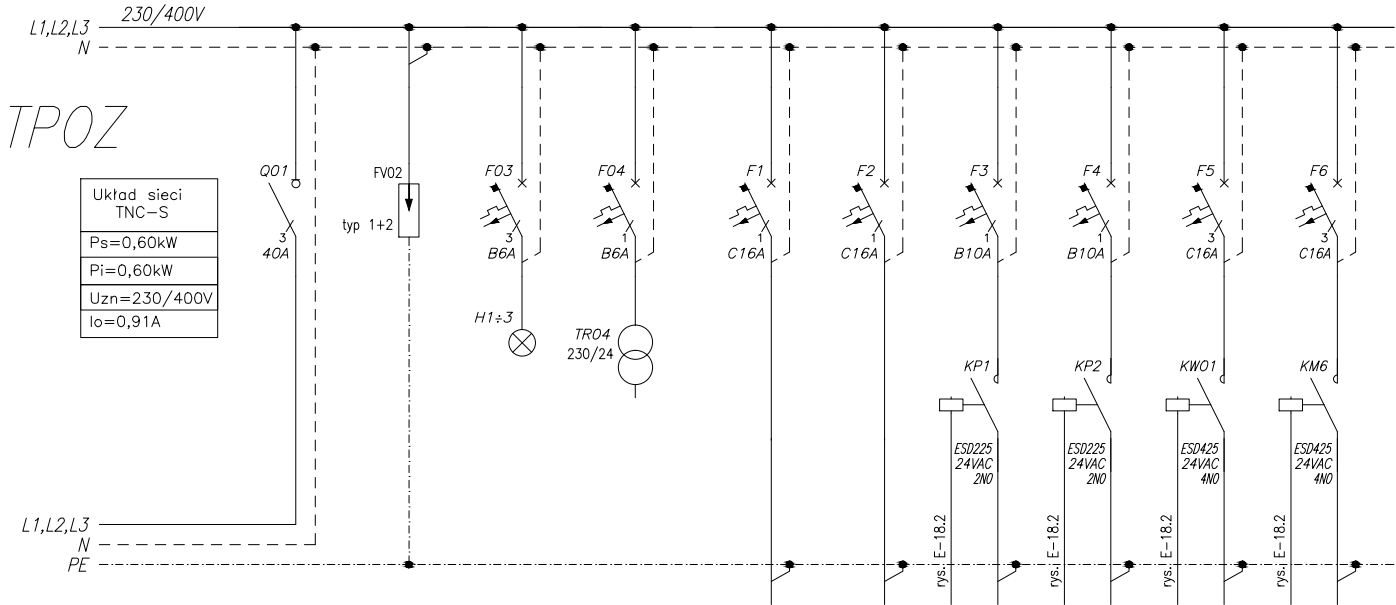 230/400V
L1,L2,L3
N
TPOZ
Układ sieci
TNC-S
Ps=0,60kW
Pi=0,60kW
Uzn=230/400V
Io=0,91A
Q01
3
40A
FV02
typ 1+2
F03
3
B6A
H1÷3
F04
1
B6A
TR04
230/24
F1
1
C16A
F2
1
C16A
F3
1
B10A
KP1
ESD225
24VAC
2NO
rys. E-18.2
F4
1
B10A
KP2
ESD225
24VAC
2NO
rys. E-18.2
F5
3
C16A
KW01
ESD425
24VAC
4NO
rys. E-18.2
F6
3
C16A
KM6
ESD425
24VAC
4NO
rys. E-18.2
L1,L2,L3
N
PE